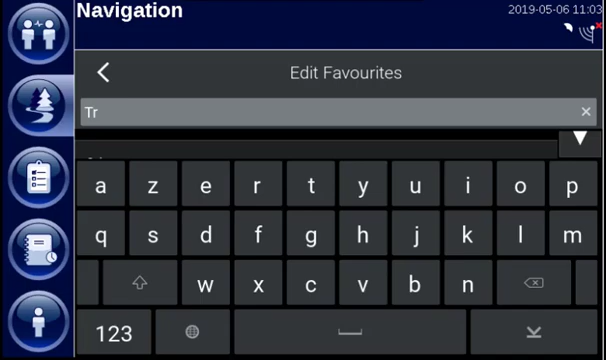 Navigation
2019-05-06 11:03
Edit Favourites
Tr
a z e r t y u i o p
q s d f g h j k l m
w x c v b n
123